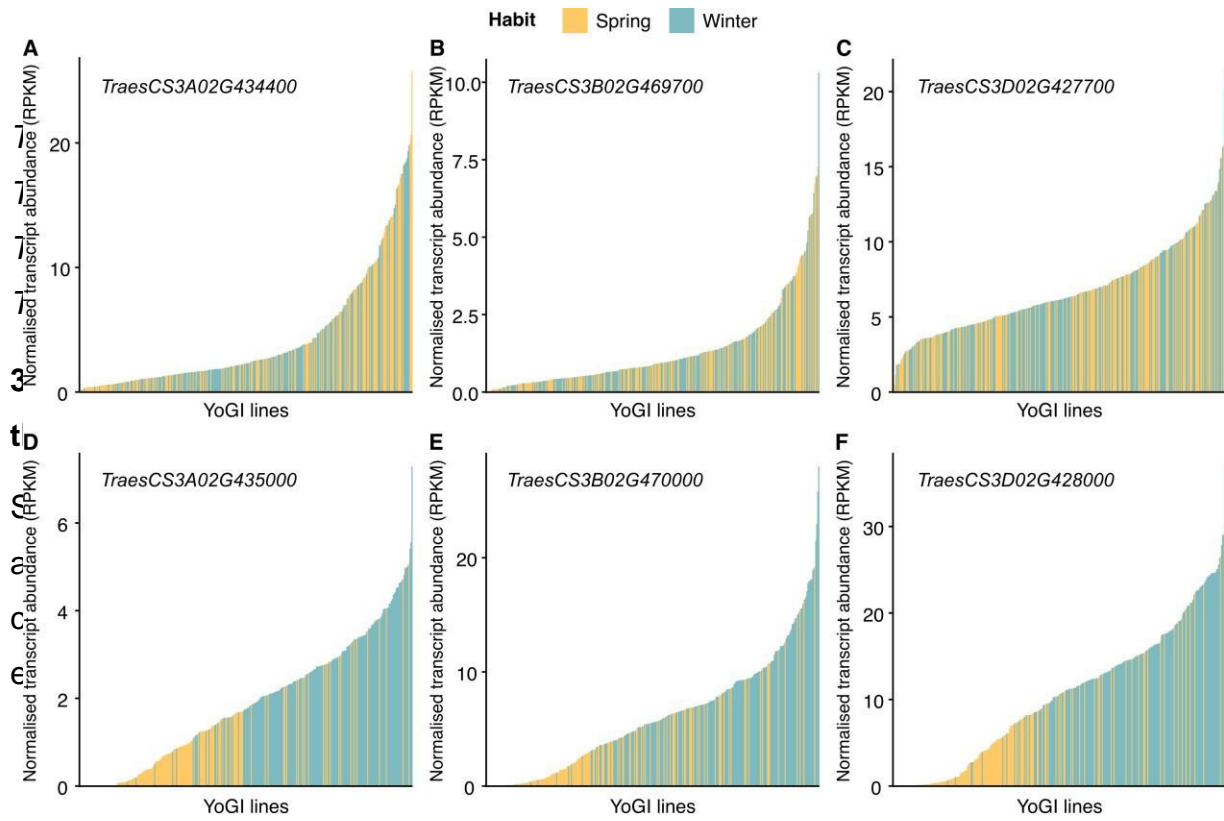 Habit Spring Winter
A
TraesCS3A02G434400
Normalised transcript abundance (RPKM)
20
10
0
YoGI lines
B
TraesCS3B02G469700
Normalised transcript abundance (RPKM)
10.0
7.5
5.0
2.5
0.0
YoGI lines
C
TraesCS3D02G427700
Normalised transcript abundance (RPKM)
20
15
10
5
0
YoGI lines
D
TraesCS3A02G435000
Normalised transcript abundance (RPKM)
6
4
2
0
YoGI lines
E
TraesCS3B02G470000
Normalised transcript abundance (RPKM)
20
10
0
YoGI lines
F
TraesCS3D02G428000
Normalised transcript abundance (RPKM)
30
20
10
0
YoGI lines